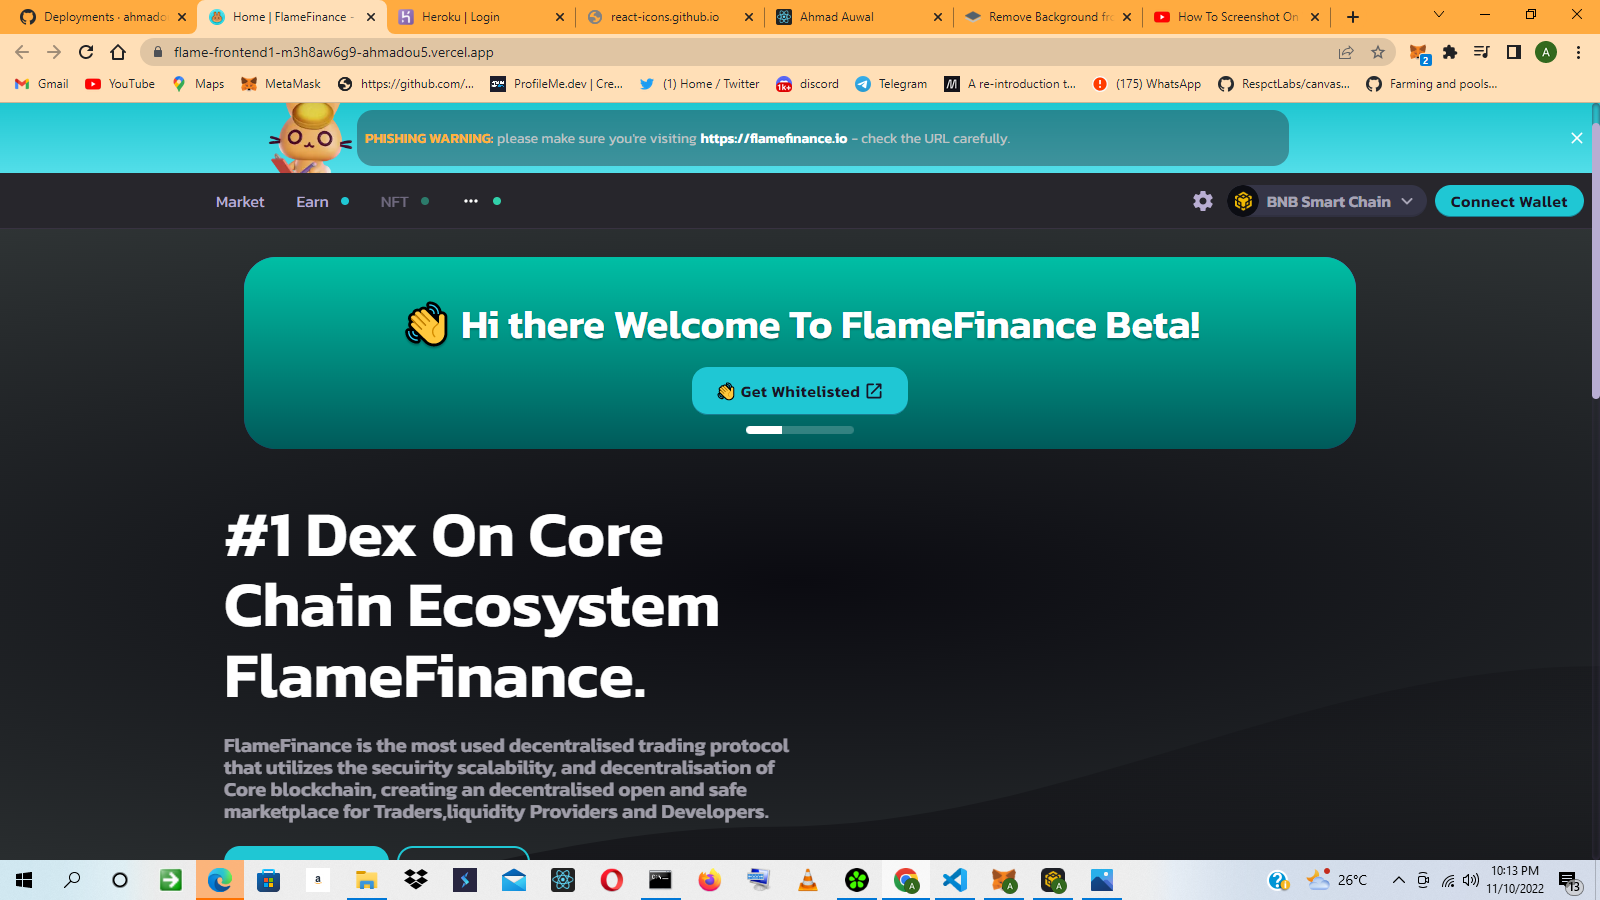 Deployments · ahmado
Home | FlameFinance -
Heroku | Login
react-icons.github.io
Ahmad Auwal
Remove Background fro
How To Screenshot On
flame-frontend1-m3h8aw6g9-ahmadou5.vercel.app
2
A
Gmail
YouTube
Maps
MetaMask
https://github.com/...
ProfileMe.dev | Cre...
(1) Home / Twitter
1k+
discord
Telegram
A re-introduction t...
(175) WhatsApp
RespctLabs/canvas...
Farming and pools...
PHISHING WARNING: please make sure you're visiting https://flamefinance.io - check the URL carefully.
Market
Earn
NFT
BNB Smart Chain
Connect Wallet
👋 Hi there Welcome To FlameFinance Beta!
👋 Get Whitelisted
#1 Dex On Core
Chain Ecosystem
FlameFinance.
FlameFinance is the most used decentralised trading protocol
that utilizes the secuirity scalability, and decentralisation of
Core blockchain, creating an decentralised open and safe
marketplace for Traders,liquidity Providers and Developers.
26°C
10:13 PM
11/10/2022
13